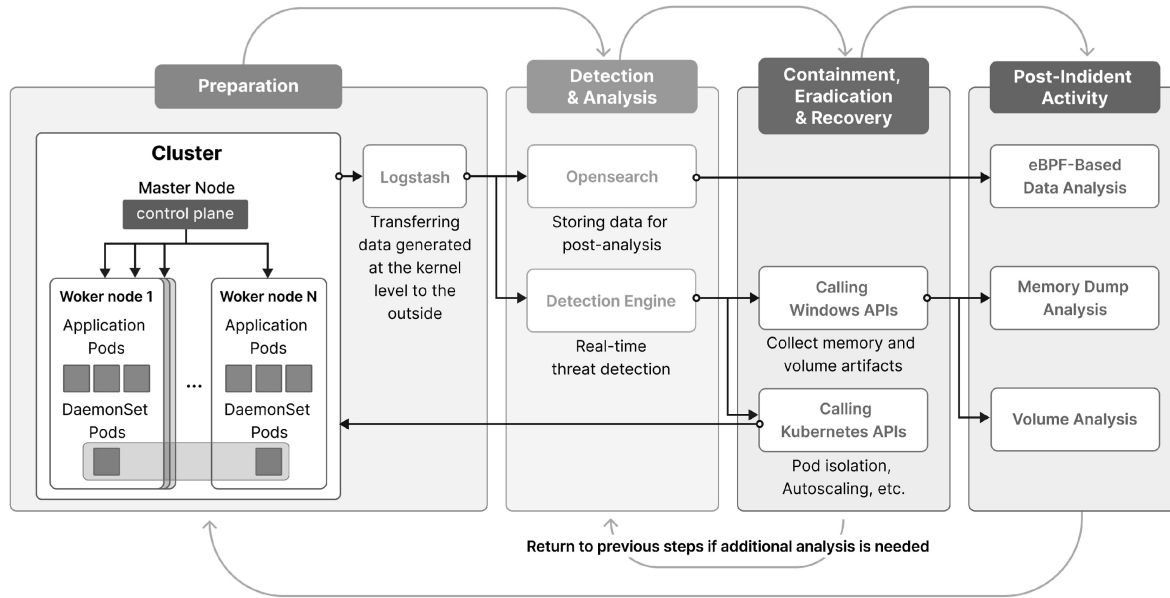 Preparation
Cluster
Master Node
control plane
Woker node 1
Application
Pods
DaemonSet
Pods
...
Woker node N
Application
Pods
DaemonSet
Pods
Logstash
Transferring
data generated
at the kernel
level to the
outside
Detection
& Analysis
Opensearch
Storing data for
post-analysis
Detection Engine
Real-time
threat detection
Containment,
Eradication
& Recovery
Calling
Windows APIs
Collect memory and
volume artifacts
Calling
Kubernetes APIs
Pod isolation,
Autoscaling, etc.
Post-Indident
Activity
eBPF-Based
Data Analysis
Memory Dump
Analysis
Volume Analysis
Return to previous steps if additional analysis is needed